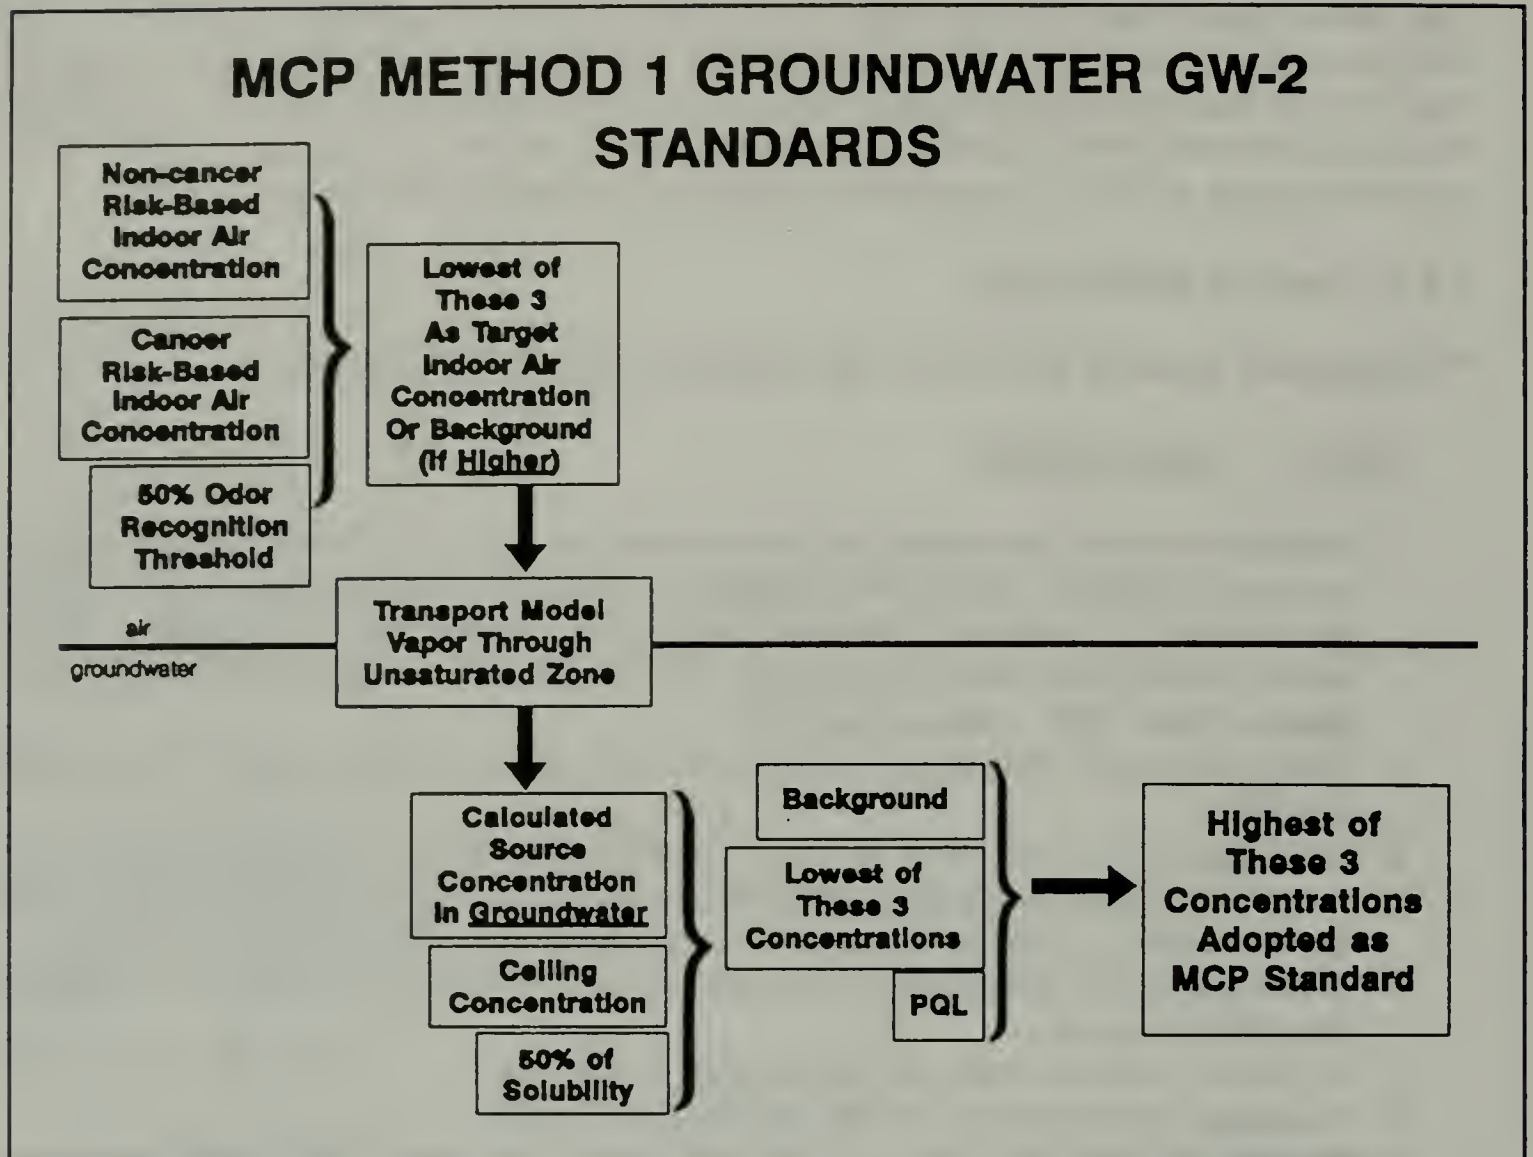 MCP METHOD 1 GROUNDWATER GW-2
STANDARDS
Non-cancer
Risk-Based
Indoor Air
Concentration
Cancer
Risk-Based
Indoor Air
Concentration
50% Odor
Recognition
Threshold
Lowest of
These 3
As Target
Indoor Air
Concentration
Or Background
(If Higher)
air
groundwater
Transport Model
Vapor Through
Unsaturated Zone
Calculated
Source
Concentration
In Groundwater
Ceiling
Concentration
50% of
Solubility
Background
Lowest of
These 3
Concentrations
PQL
Highest of
These 3
Concentrations
Adopted as
MCP Standard